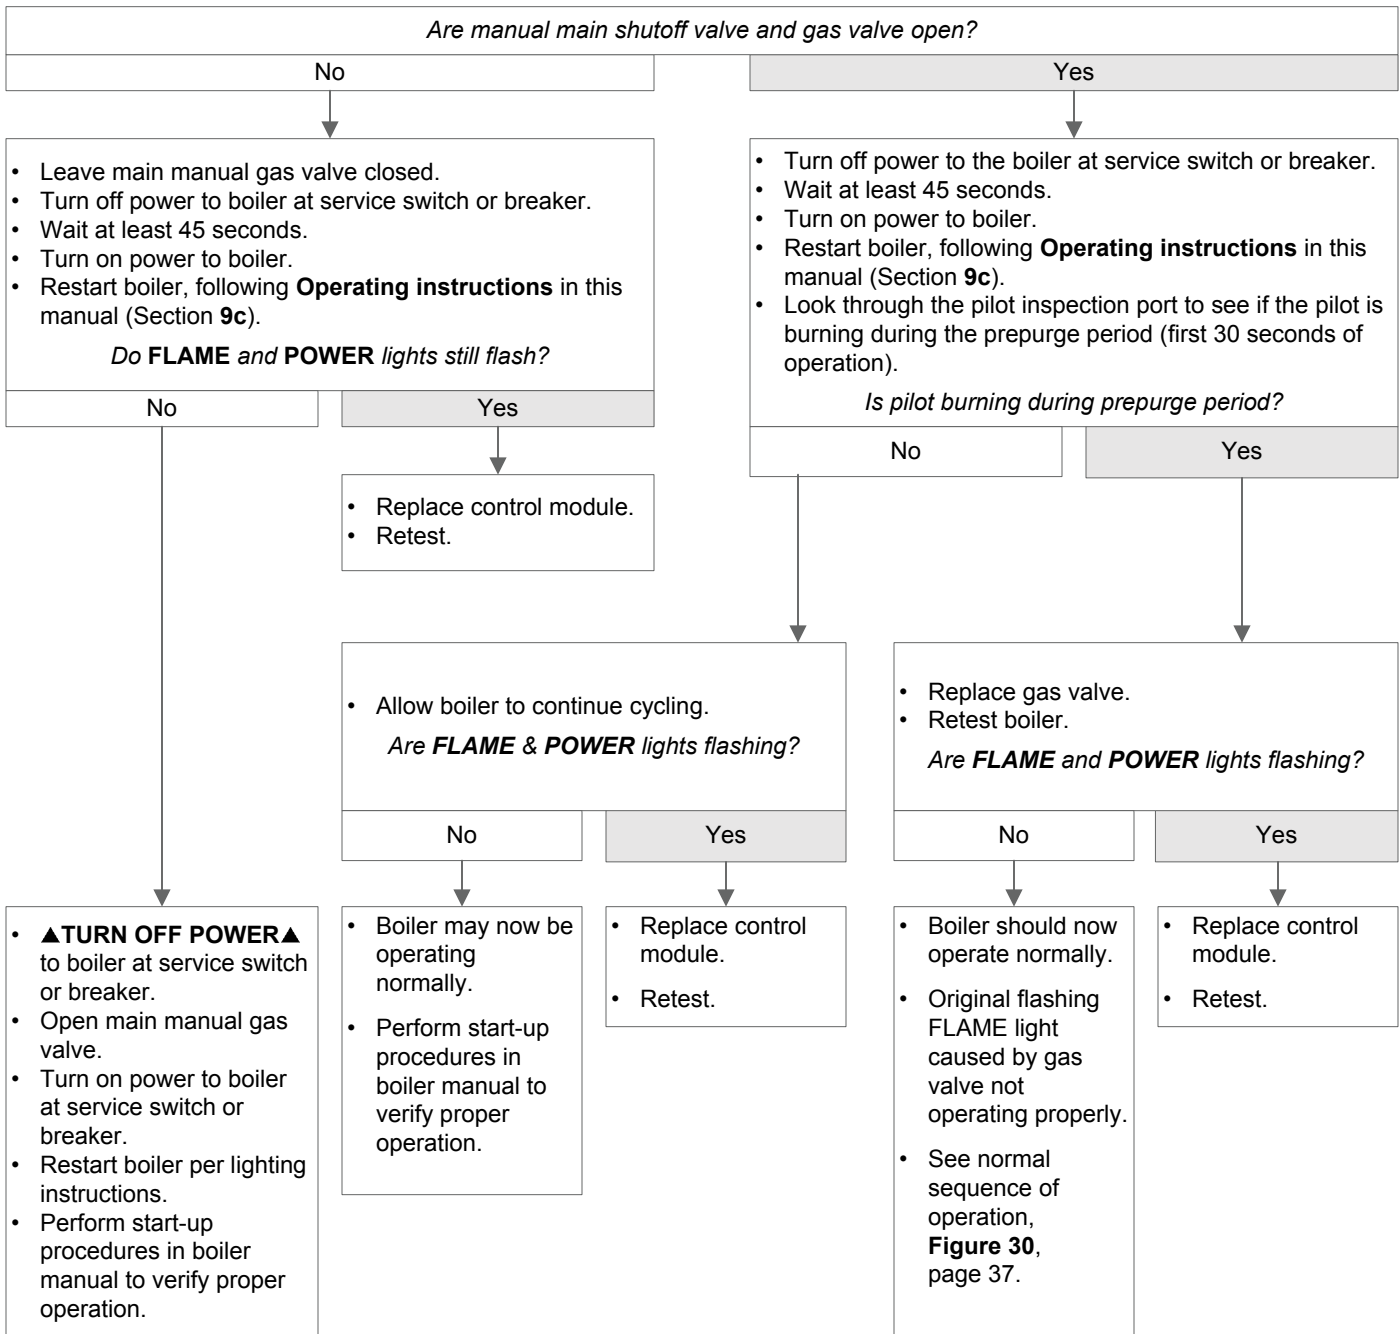 Are manual main shutoff valve and gas valve open?
No
Yes
• Leave main manual gas valve closed.
• Turn off power to boiler at service switch or breaker.
• Wait at least 45 seconds.
• Turn on power to boiler.
• Restart boiler, following Operating instructions in this
manual (Section 9c).
Do FLAME and POWER lights still flash?
No
Yes
• Turn off power to the boiler at service switch or breaker.
• Wait at least 45 seconds.
• Turn on power to boiler.
• Restart boiler, following Operating instructions in this
manual (Section 9c).
• Look through the pilot inspection port to see if the pilot is
burning during the prepurge period (first 30 seconds of
operation).
Is pilot burning during prepurge period?
No
Yes
• Replace control module.
• Retest.
• Allow boiler to continue cycling.
Are FLAME & POWER lights flashing?
No
Yes
• Replace gas valve.
• Retest boiler.
Are FLAME and POWER lights flashing?
No
Yes
• ▲TURN OFF POWER▲
to boiler at service switch
or breaker.
• Open main manual gas
valve.
• Turn on power to boiler
at service switch or
breaker.
• Restart boiler per lighting
instructions.
• Perform start-up
procedures in boiler
manual to verify proper
operation.
• Boiler may now be
operating
normally.
• Perform start-up
procedures in
boiler manual to
verify proper
operation.
• Replace control
module.
• Retest.
• Boiler should now
operate normally.
• Original flashing
FLAME light
caused by gas
valve not
operating properly.
• See normal
sequence of
operation,
Figure 30,
page 37.
• Replace control
module.
• Retest.